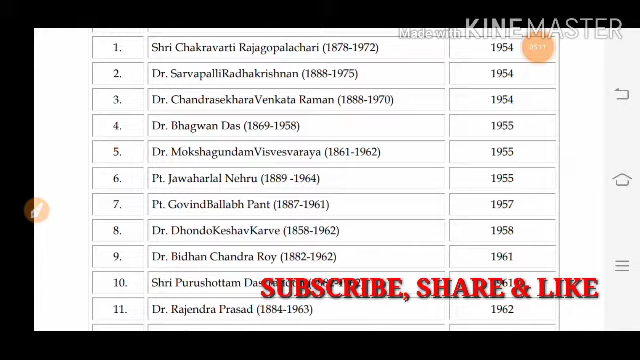 Made with KINEMASTER
1. Shri Chakravarti Rajagopalachari (1878-1972) 1954
2. Dr. SarvapalliRadhakrishnan (1888-1975) 1954
3. Dr. ChandrasekharaVenkata Raman (1888-1970) 1954
4. Dr. Bhagwan Das (1869-1958) 1955
5. Dr. MokshagundamVisvesvaraya (1861-1962) 1955
6. Pt. Jawaharlal Nehru (1889 -1964) 1955
7. Pt. GovindBallabh Pant (1887-1961) 1957
8. Dr. DhondoKeshavKarve (1858-1962) 1958
9. Dr. Bidhan Chandra Roy (1882-1962) 1961
10. Shri Purushottam Das
SUBSCRIBE, SHARE & LIKE
11. Dr. Rajendra Prasad (1884-1963) 1962